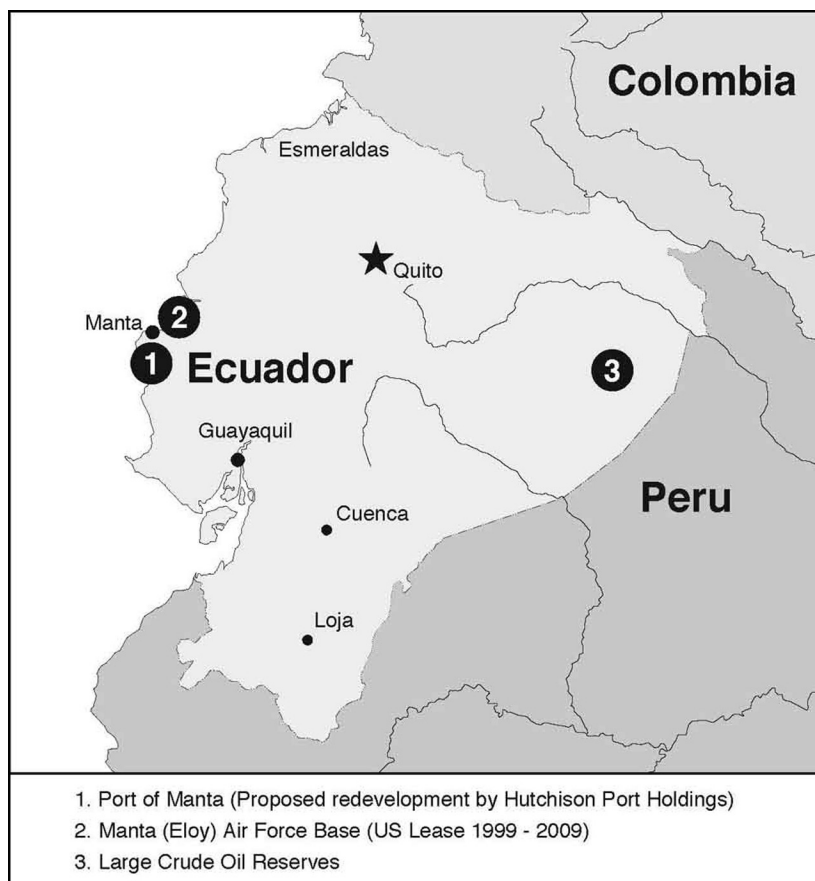 Colombia
Esmeraldas
Quito
Manta
2
1
Ecuador
3
Guayaquil
Peru
Cuenca
Loja
1. Port of Manta (Proposed redevelopment by Hutchison Port Holdings)
2. Manta (Eloy) Air Force Base (US Lease 1999 - 2009)
3. Large Crude Oil Reserves